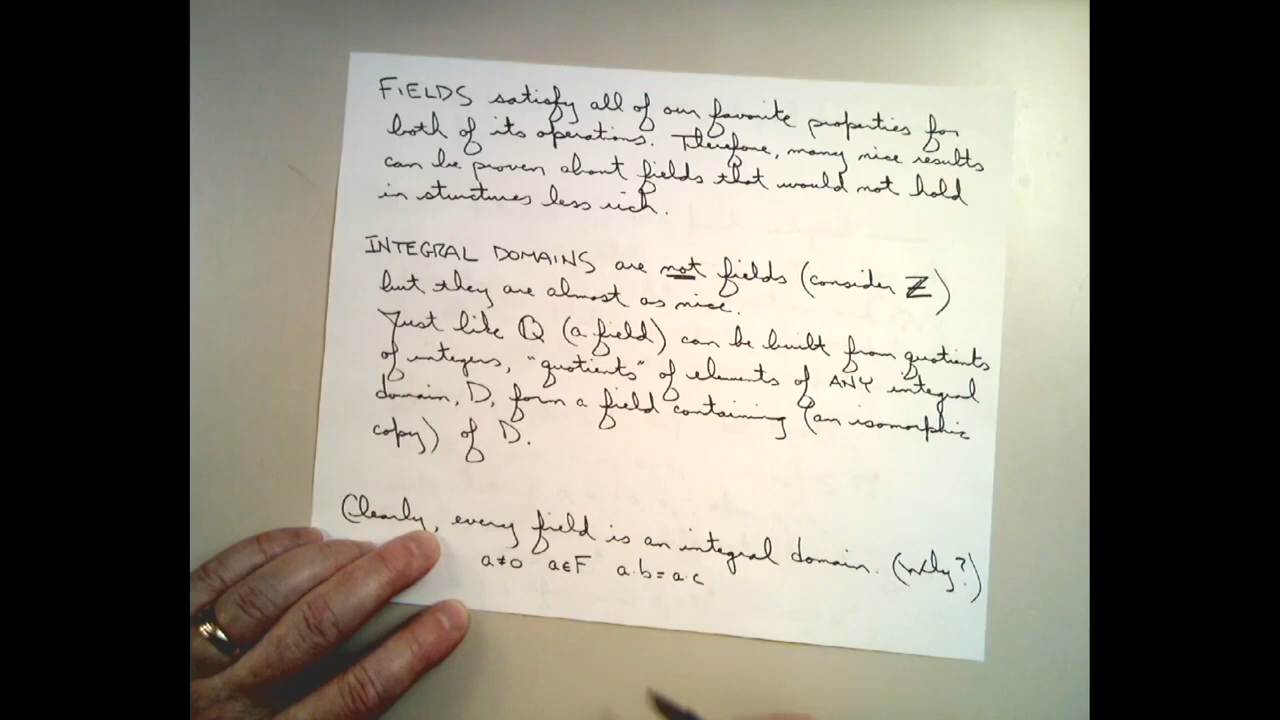 FIELDS satisfy all of our favorite properties for
both of its operations. Therefore, many nice results
can be proven about fields that would not hold
in structures less rich.
INTEGRAL DOMAINS are not fields (consider ℤ)
but they are almost as nice.
Just like ℚ (a field) can be built from quotients
of integers, "quotients" of elements of ANY integral
domain, D, form a field containing (an isomorphic
copy) of D.
Clearly, every field is an integral domain. (Why?)
a≠0 a∈F a·b=a·c